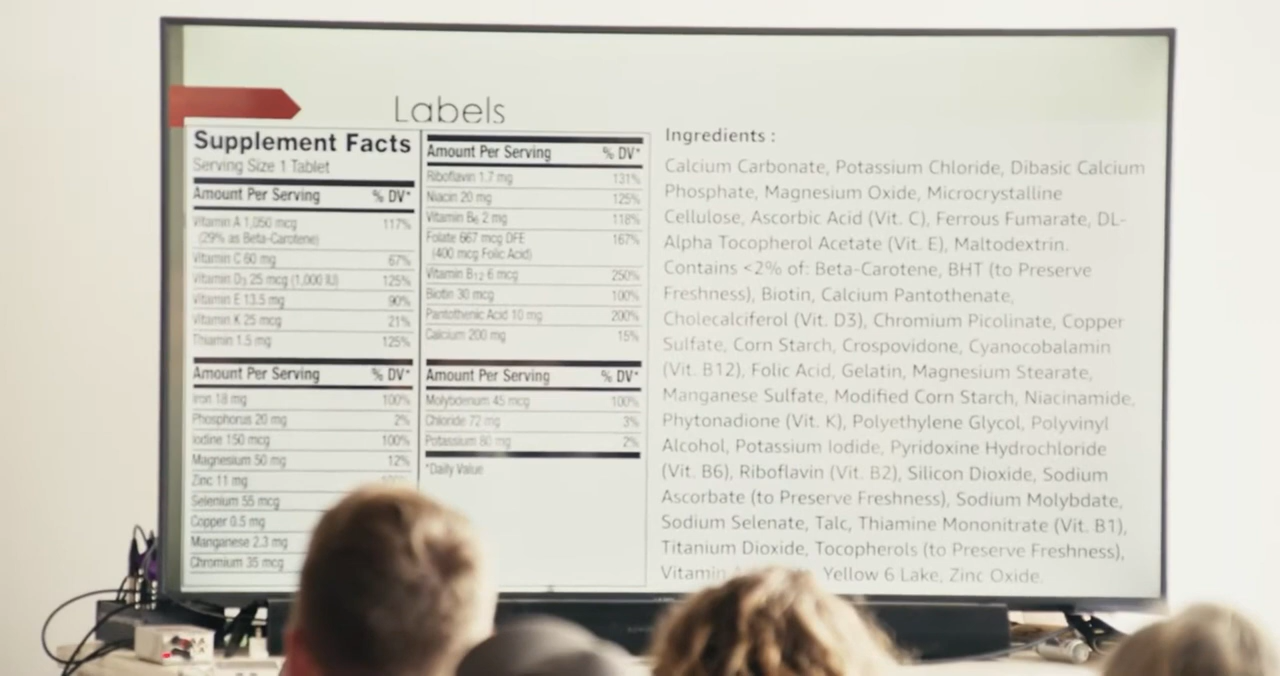 Labels
Supplement Facts
Serving Size 1 Tablet
Amount Per Serving % DV*
Vitamin A 1,050 mcg 117%
(29% as Beta-Carotene)
Vitamin C 60 mg 67%
Vitamin D3 25 mcg (1,000 IU) 125%
Vitamin E 13.5 mg 90%
Vitamin K 25 mcg 21%
Thiamin 1.5 mg 125%
Amount Per Serving % DV*
Iron 18 mg 100%
Phosphorus 20 mg 2%
Iodine 150 mcg 100%
Magnesium 50 mg 12%
Zinc 11 mg
Selenium 55 mcg
Copper 0.5 mg
Manganese 2.3 mg
Chromium 35 mcg
Amount Per Serving % DV*
Riboflavin 1.7 mg 131%
Niacin 20 mg 125%
Vitamin B6 2 mg 118%
Folate 667 mcg DFE 167%
(400 mcg Folic Acid)
Vitamin B12 6 mcg 250%
Biotin 30 mcg 100%
Pantothenic Acid 10 mg 200%
Calcium 200 mg 15%
Amount Per Serving % DV*
Molybdenum 45 mcg 100%
Chloride 72 mg 3%
Potassium 80 mg 2%
*Daily Value
Ingredients :
Calcium Carbonate, Potassium Chloride, Dibasic Calcium
Phosphate, Magnesium Oxide, Microcrystalline
Cellulose, Ascorbic Acid (Vit. C), Ferrous Fumarate, DL-
Alpha Tocopherol Acetate (Vit. E), Maltodextrin.
Contains <2% of: Beta-Carotene, BHT (to Preserve
Freshness), Biotin, Calcium Pantothenate,
Cholecalciferol (Vit. D3), Chromium Picolinate, Copper
Sulfate, Corn Starch, Crospovidone, Cyanocobalamin
(Vit. B12), Folic Acid, Gelatin, Magnesium Stearate,
Manganese Sulfate, Modified Corn Starch, Niacinamide,
Phytonadione (Vit. K), Polyethylene Glycol, Polyvinyl
Alcohol, Potassium Iodide, Pyridoxine Hydrochloride
(Vit. B6), Riboflavin (Vit. B2), Silicon Dioxide, Sodium
Ascorbate (to Preserve Freshness), Sodium Molybdate,
Sodium Selenate, Talc, Thiamine Mononitrate (Vit. B1),
Titanium Dioxide, Tocopherols (to Preserve Freshness),
Vitamin Yellow 6 Lake, Zinc Oxide.